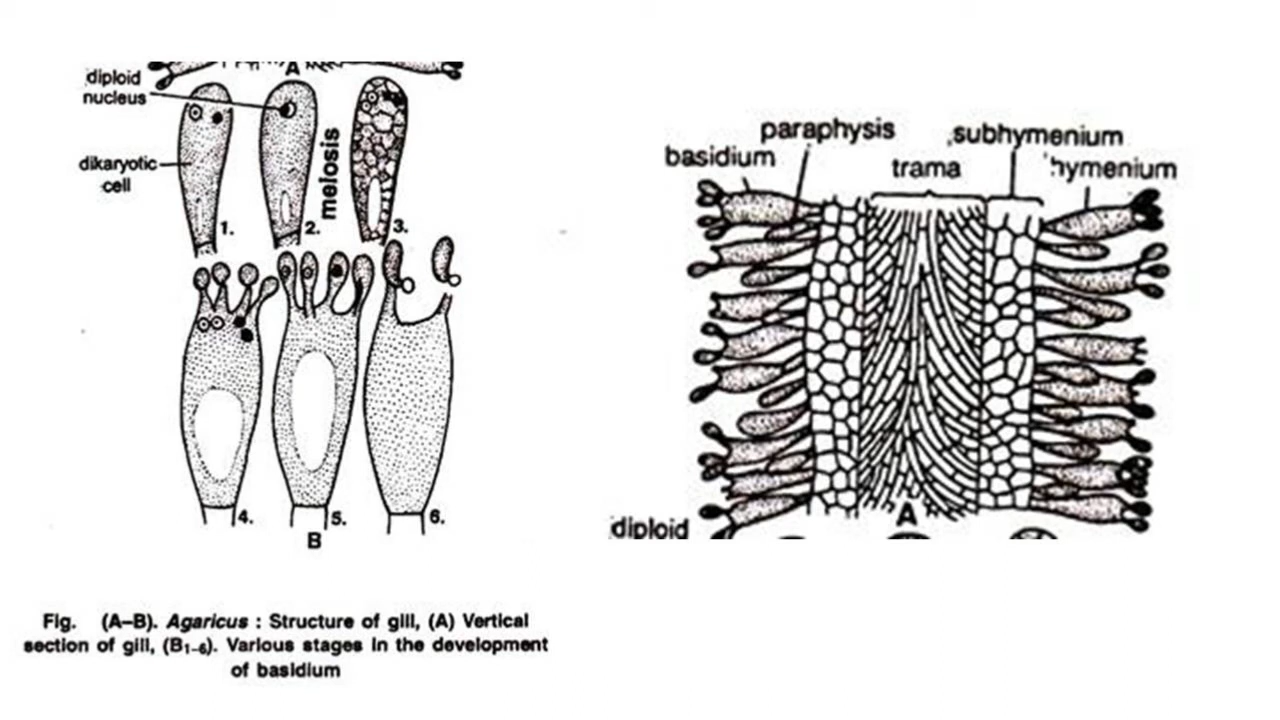 A
diploid
nucleus
dikaryotic
cell
meiosis
1.
2.
3.
4.
5.
6.
B
Fig. (A–B). Agaricus : Structure of gill, (A) Vertical
section of gill, (B₁₋₆). Various stages in the development
of basidium
paraphysis
subhymenium
basidium
trama
hymenium
A
diploid